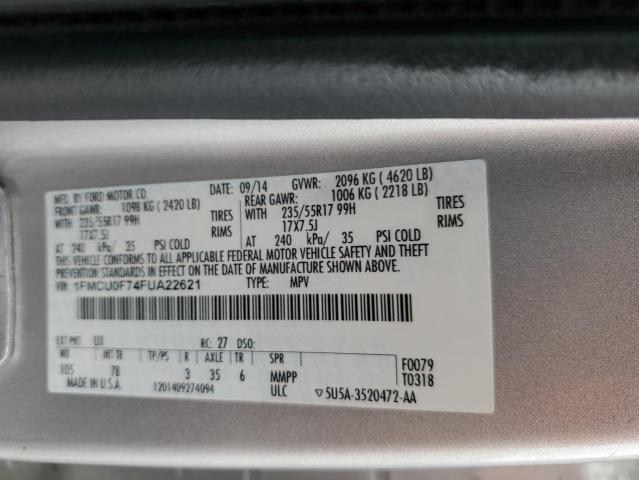 MFD. BY FORD MOTOR CO.
DATE: 09/14 GVWR: 2096 KG ( 4620 LB)
FRONT GAWR: 1098 KG ( 2420 LB) REAR GAWR: 1006 KG ( 2218 LB)
WITH 235/55R17 99H TIRES WITH 235/55R17 99H TIRES
17X7.5J RIMS 17X7.5J RIMS
AT 240 kPa/ 35 PSI COLD AT 240 kPa/ 35 PSI COLD
THIS VEHICLE CONFORMS TO ALL APPLICABLE FEDERAL MOTOR VEHICLE SAFETY AND THEFT
PREVENTION STANDARDS IN EFFECT ON THE DATE OF MANUFACTURE SHOWN ABOVE.
VIN: 1FMCU0F74FUA22621 TYPE: MPV
EXT PNT: UX RC: 27 DSO:
WB INT TR TP/PS R AXLE TR SPR F0079
105 7B 3 35 6 MMPP T0318
MADE IN U.S.A. 1201409274094 ULC ▽5U5A-3520472-AA